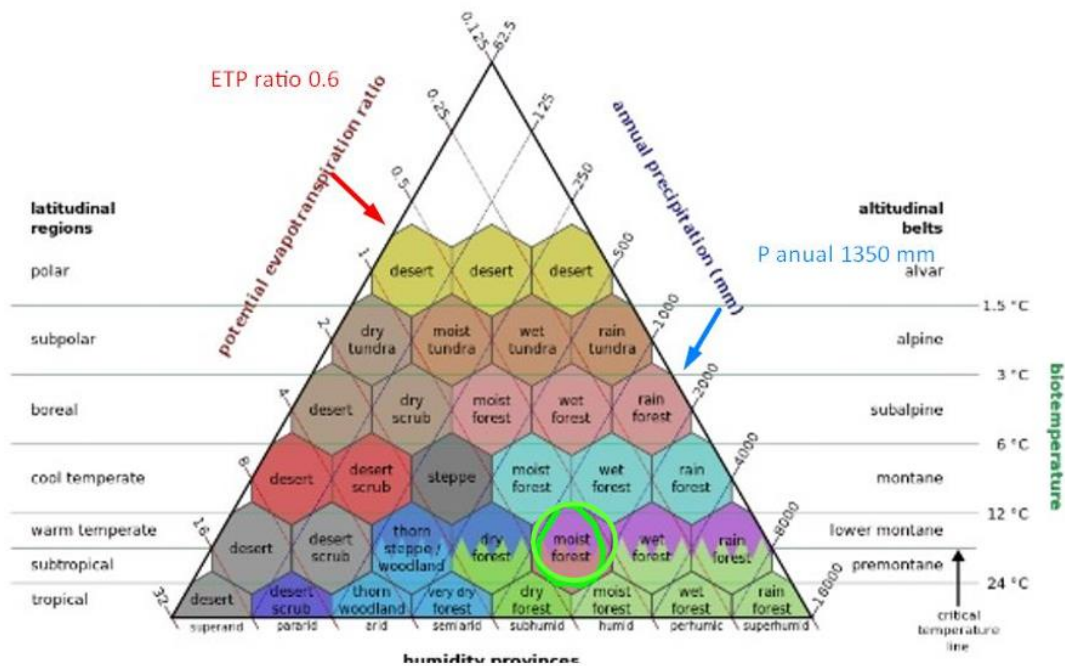 0.125
62.5
ETP ratio 0.6
potential evapotranspiration ratio
0.25
125
annual precipitation (mm)
0.5
250
latitudinal
regions
altitudinal
belts
P anual 1350 mm
1
500
polar
desert
desert
desert
alvar
1.5 °C
2
1000
subpolar
dry
tundra
moist
tundra
wet
tundra
rain
tundra
alpine
3 °C
4
2000
boreal
desert
dry
scrub
moist
forest
wet
forest
rain
forest
subalpine
biotemperature
6 °C
8
4000
cool temperate
desert
desert
scrub
steppe
moist
forest
wet
forest
rain
forest
montane
12 °C
16
8000
warm temperate
lower montane
subtropical
desert
desert
scrub
thorn
steppe /
woodland
dry
forest
moist
forest
wet
forest
rain
forest
premontane
24 °C
32
16000
tropical
desert
desert
scrub
thorn
woodland
very dry
forest
dry
forest
moist
forest
wet
forest
rain
forest
critical
temperature
line
superarid
pararid
arid
semiarid
subhumid
humid
perhumic
superhumid
humidity provinces